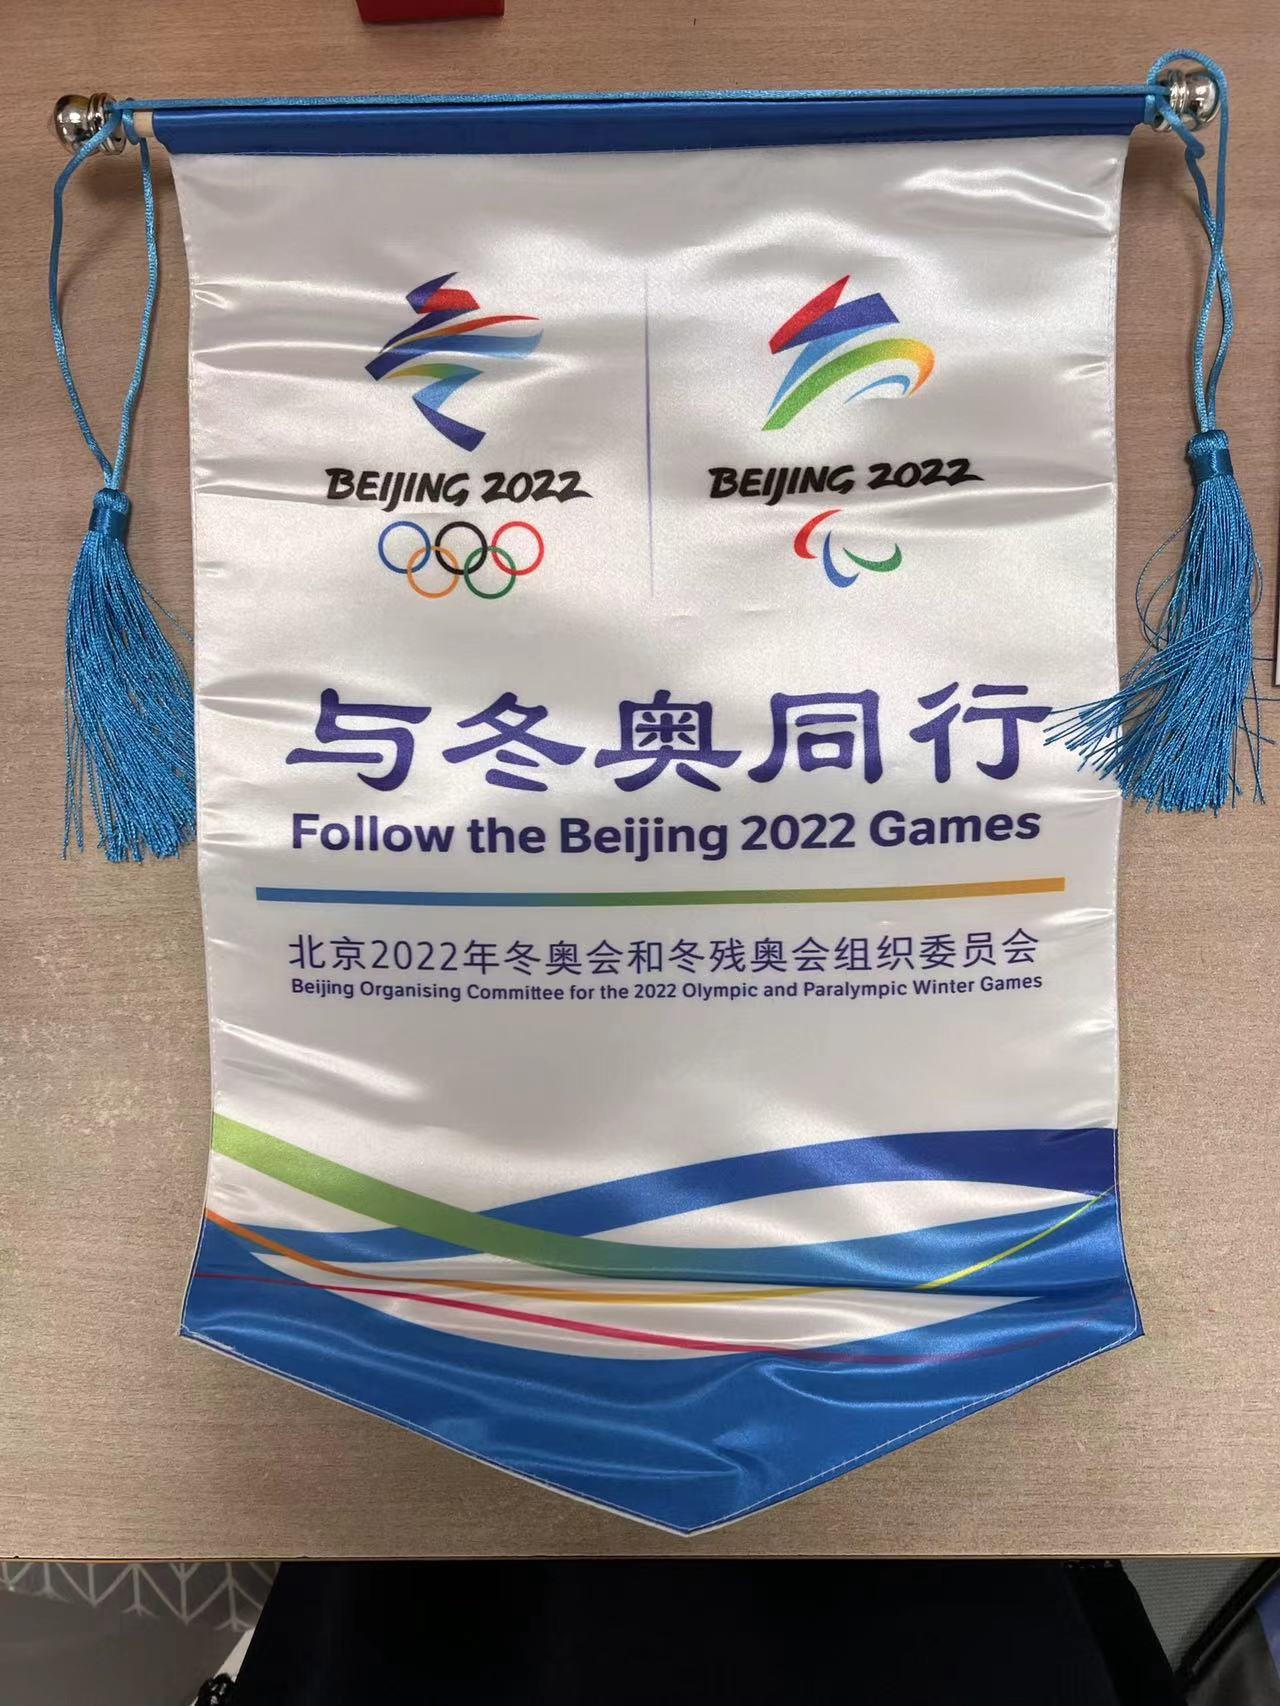 BEIJING 2022
BEIJING 2022
与冬奥同行
Follow the Beijing 2022 Games
北京2022年冬奥会和冬残奥会组织委员会
Beijing Organising Committee for the 2022 Olympic and Paralympic Winter Games